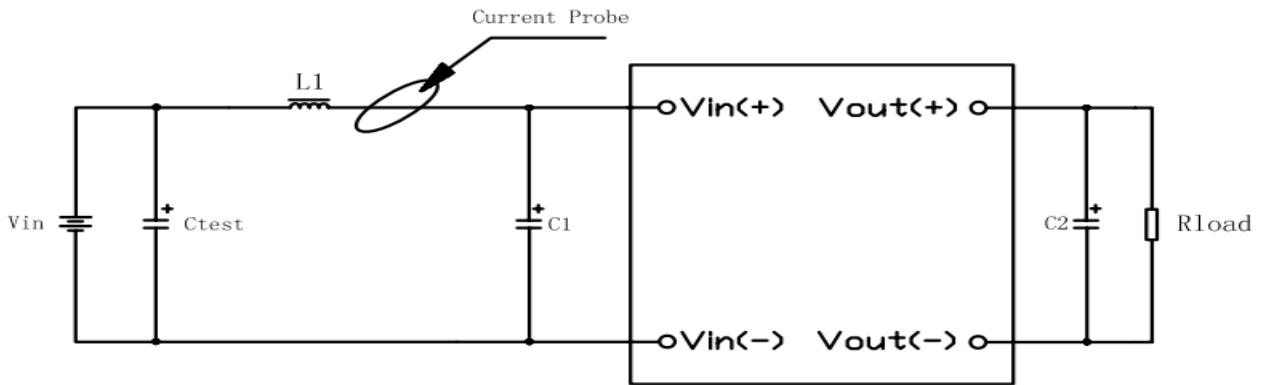 Current Probe
L1
Vin(+) Vout(+)
Vin Ctest C1 C2 Rload
Vin(-) Vout(-)